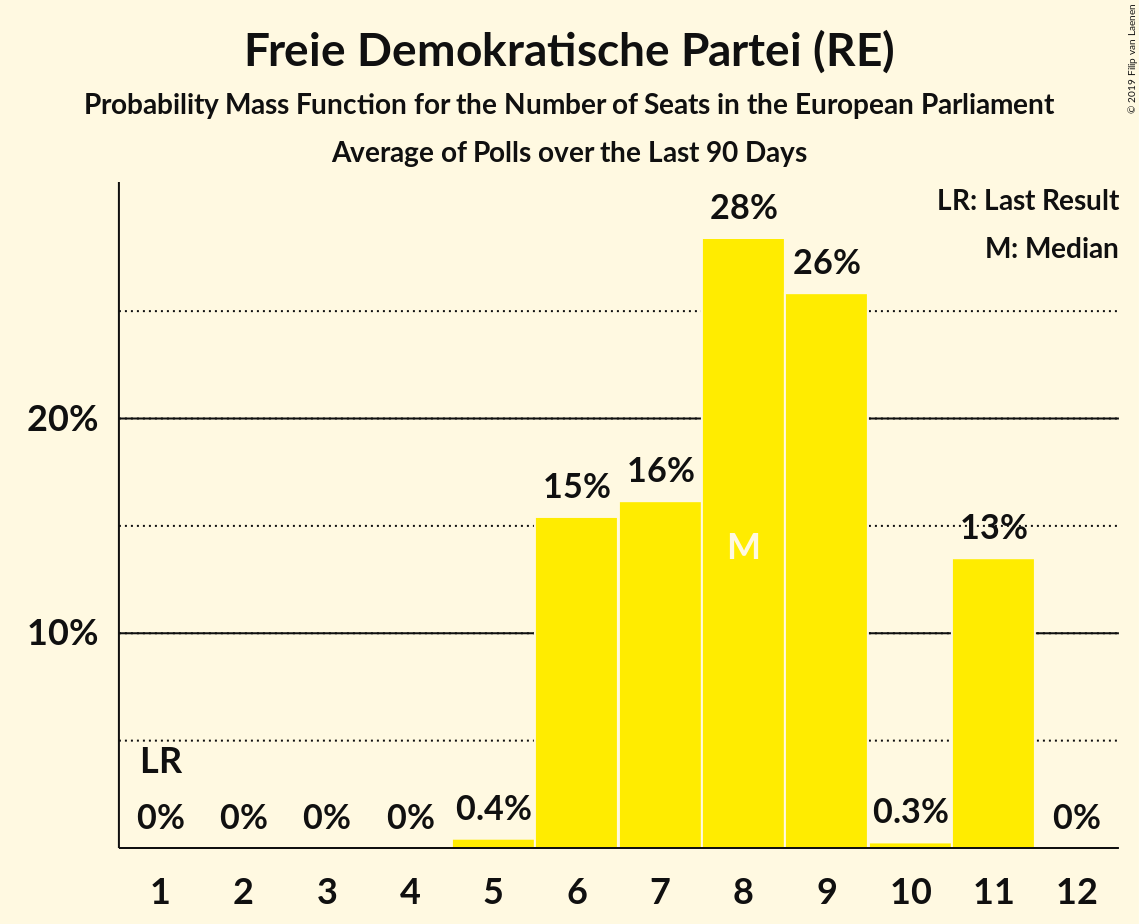 Freie Demokratische Partei (RE)
Probability Mass Function for the Number of Seats in the European Parliament
Average of Polls over the Last 90 Days
© 2019 Filip van Laenen
LR: Last Result
M: Median
28%
26%
20%
16%
15%
13%
M
10%
LR
0% 0% 0% 0% 0.4% 0.3% 0%
1 2 3 4 5 6 7 8 9 10 11 12